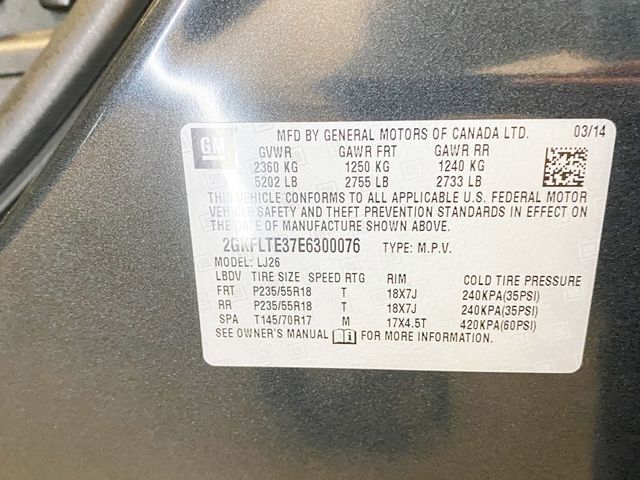 GM
MFD BY GENERAL MOTORS OF CANADA LTD. 03/14
GVWR GAWR FRT GAWR RR
2360 KG 1250 KG 1240 KG
5202 LB 2755 LB 2733 LB
THIS VEHICLE CONFORMS TO ALL APPLICABLE U.S. FEDERAL MOTOR
VEHICLE SAFETY AND THEFT PREVENTION STANDARDS IN EFFECT ON
THE DATE OF MANUFACTURE SHOWN ABOVE.
2GKFLTE37E6300076 TYPE: M.P.V.
MODEL: LJ26
LBDV TIRE SIZE SPEED RTG RIM COLD TIRE PRESSURE
FRT P235/55R18 T 18X7J 240KPA(35PSI)
RR P235/55R18 T 18X7J 240KPA(35PSI)
SPA T145/70R17 M 17X4.5T 420KPA(60PSI)
SEE OWNER'S MANUAL FOR MORE INFORMATION.